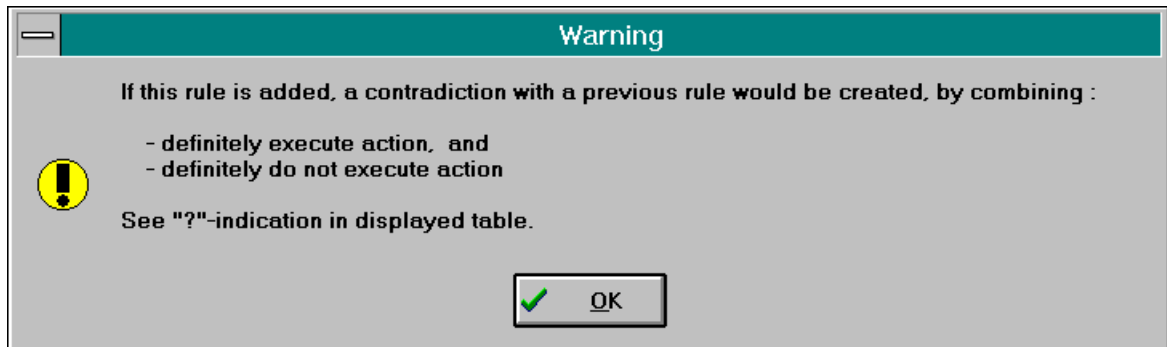 Warning
If this rule is added, a contradiction with a previous rule would be created, by combining :
- definitely execute action,  and
- definitely do not execute action
See "?"-indication in displayed table.
OK